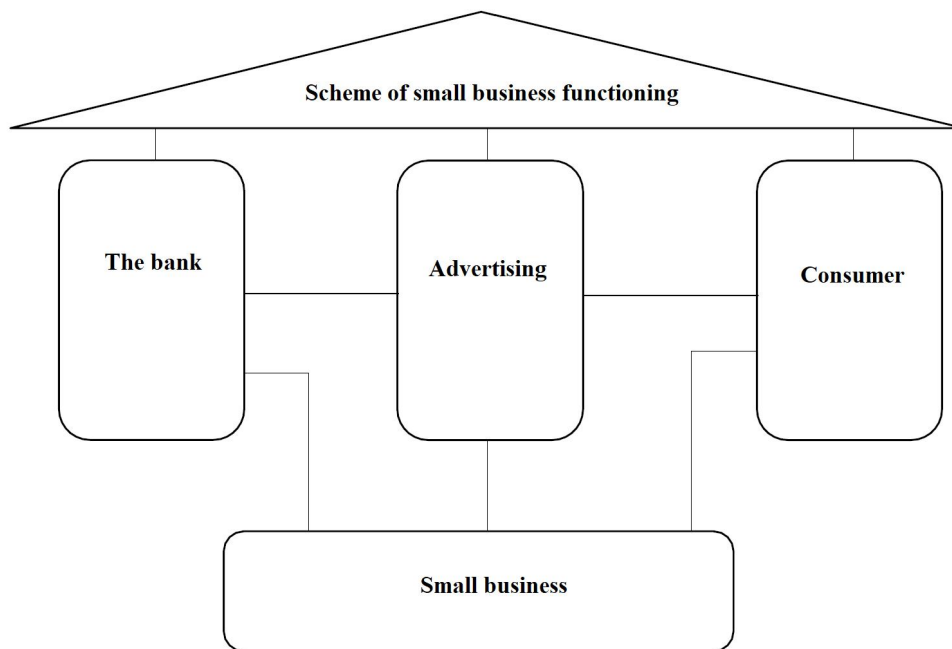 Scheme of small business functioning
The bank
Advertising
Consumer
Small business